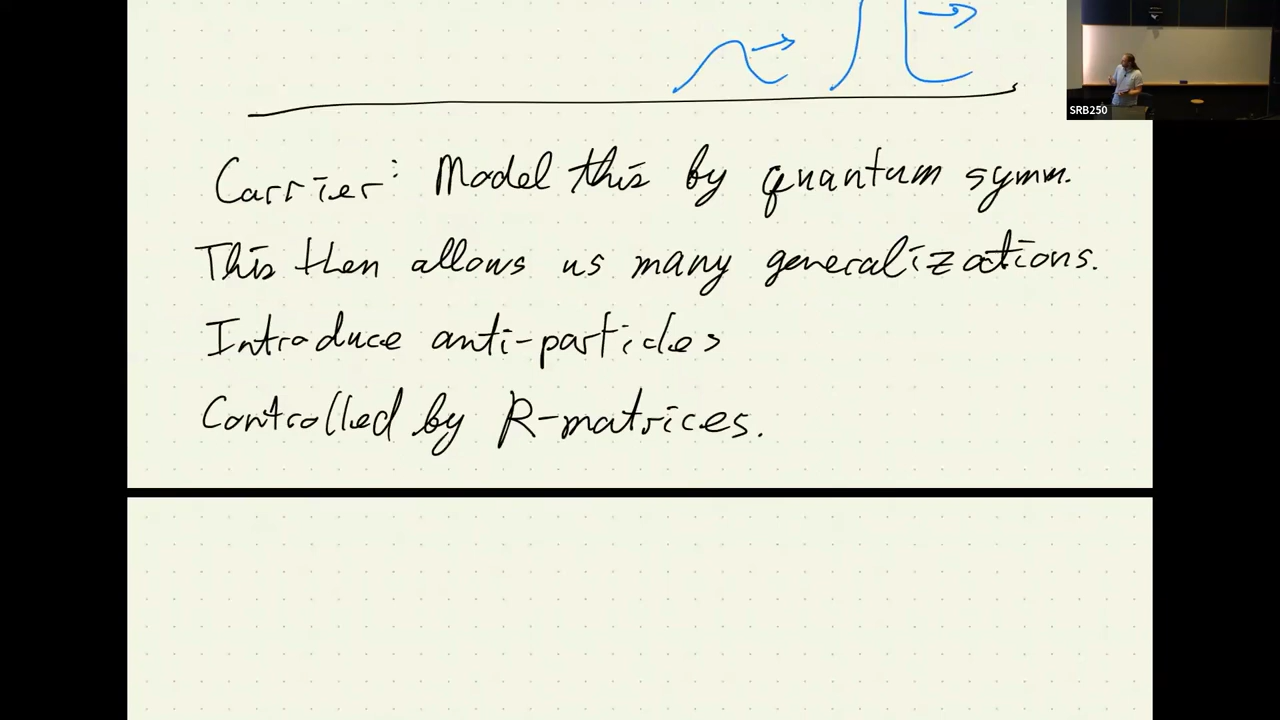 SRB250
Carrier: Model this by quantum symm.
This then allows us many generalizations.
Introduce anti-particles
Controlled by R-matrices.